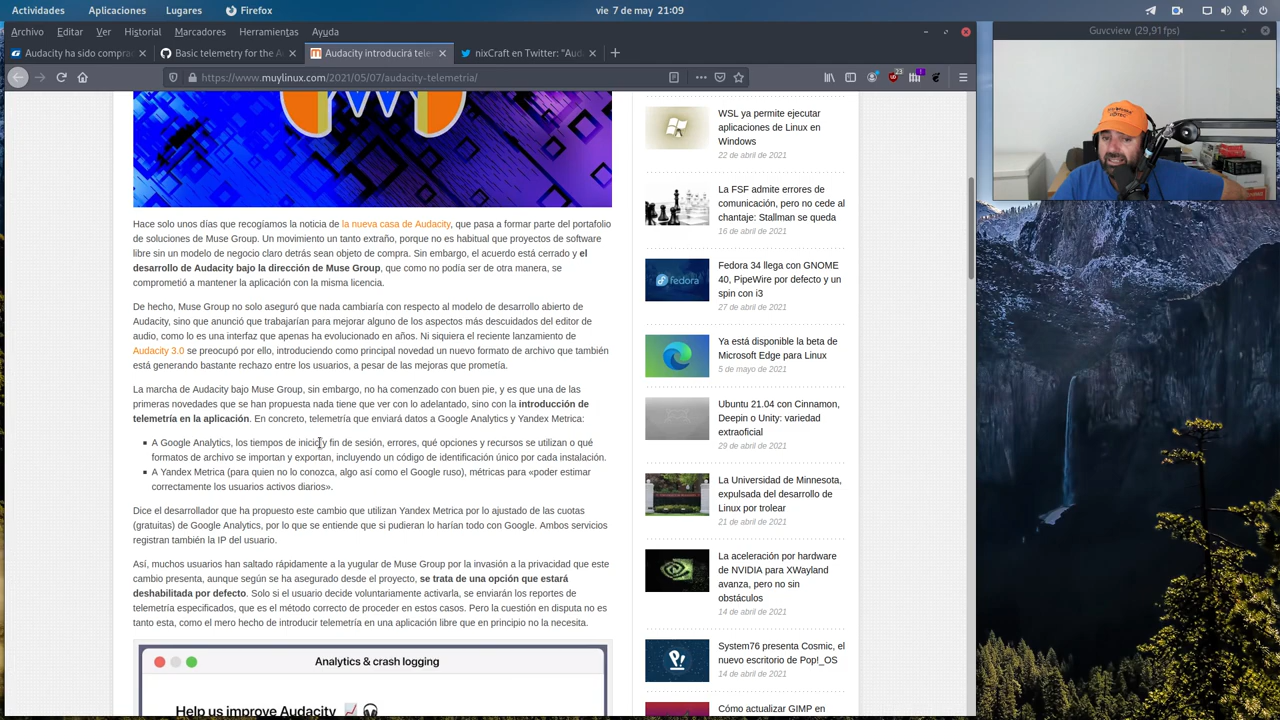 Actividades Aplicaciones Lugares Firefox
vie 7 de may 21:09
Archivo Editar Ver Historial Marcadores Herramientas Ayuda
Audacity ha sido compra
Basic telemetry for the A
Audacity introducirá tele
nixCraft en Twitter: "Aud
https://www.muylinux.com/2021/05/07/audacity-telemetria/
23
1
Guvcview (29,91 fps)
Hace solo unos días que recogíamos la noticia de la nueva casa de Audacity, que pasa a formar parte del portafolio
de soluciones de Muse Group. Un movimiento un tanto extraño, porque no es habitual que proyectos de software
libre sin un modelo de negocio claro detrás sean objeto de compra. Sin embargo, el acuerdo está cerrado y el
desarrollo de Audacity bajo la dirección de Muse Group, que como no podía ser de otra manera, se
comprometió a mantener la aplicación con la misma licencia.
De hecho, Muse Group no solo aseguró que nada cambiaría con respecto al modelo de desarrollo abierto de
Audacity, sino que anunció que trabajarían para mejorar alguno de los aspectos más descuidados del editor de
audio, como lo es una interfaz que apenas ha evolucionado en años. Ni siquiera el reciente lanzamiento de
Audacity 3.0 se preocupó por ello, introduciendo como principal novedad un nuevo formato de archivo que también
está generando bastante rechazo entre los usuarios, a pesar de las mejoras que prometía.
La marcha de Audacity bajo Muse Group, sin embargo, no ha comenzado con buen pie, y es que una de las
primeras novedades que se han propuesta nada tiene que ver con lo adelantado, sino con la introducción de
telemetría en la aplicación. En concreto, telemetría que enviará datos a Google Analytics y Yandex Metrica:
A Google Analytics, los tiempos de inicio y fin de sesión, errores, qué opciones y recursos se utilizan o qué
formatos de archivo se importan y exportan, incluyendo un código de identificación único por cada instalación.
A Yandex Metrica (para quien no lo conozca, algo así como el Google ruso), métricas para «poder estimar
correctamente los usuarios activos diarios».
Dice el desarrollador que ha propuesto este cambio que utilizan Yandex Metrica por lo ajustado de las cuotas
(gratuitas) de Google Analytics, por lo que se entiende que si pudieran lo harían todo con Google. Ambos servicios
registran también la IP del usuario.
Así, muchos usuarios han saltado rápidamente a la yugular de Muse Group por la invasión a la privacidad que este
cambio presenta, aunque según se ha asegurado desde el proyecto, se trata de una opción que estará
deshabilitada por defecto. Solo si el usuario decide voluntariamente activarla, se enviarán los reportes de
telemetría especificados, que es el método correcto de proceder en estos casos. Pero la cuestión en disputa no es
tanto esta, como el mero hecho de introducir telemetría en una aplicación libre que en principio no la necesita.
Analytics & crash logging
Help us improve Audacity
WSL ya permite ejecutar
aplicaciones de Linux en
Windows
22 de abril de 2021
La FSF admite errores de
comunicación, pero no cede al
chantaje: Stallman se queda
16 de abril de 2021
fedora
Fedora 34 llega con GNOME
40, PipeWire por defecto y un
spin con i3
27 de abril de 2021
Ya está disponible la beta de
Microsoft Edge para Linux
5 de mayo de 2021
Ubuntu 21.04 con Cinnamon,
Deepin o Unity: variedad
extraoficial
29 de abril de 2021
La Universidad de Minnesota,
expulsada del desarrollo de
Linux por trolear
21 de abril de 2021
La aceleración por hardware
de NVIDIA para XWayland
avanza, pero no sin
obstáculos
14 de abril de 2021
System76 presenta Cosmic, el
nuevo escritorio de Pop!_OS
14 de abril de 2021
Cómo actualizar GIMP en